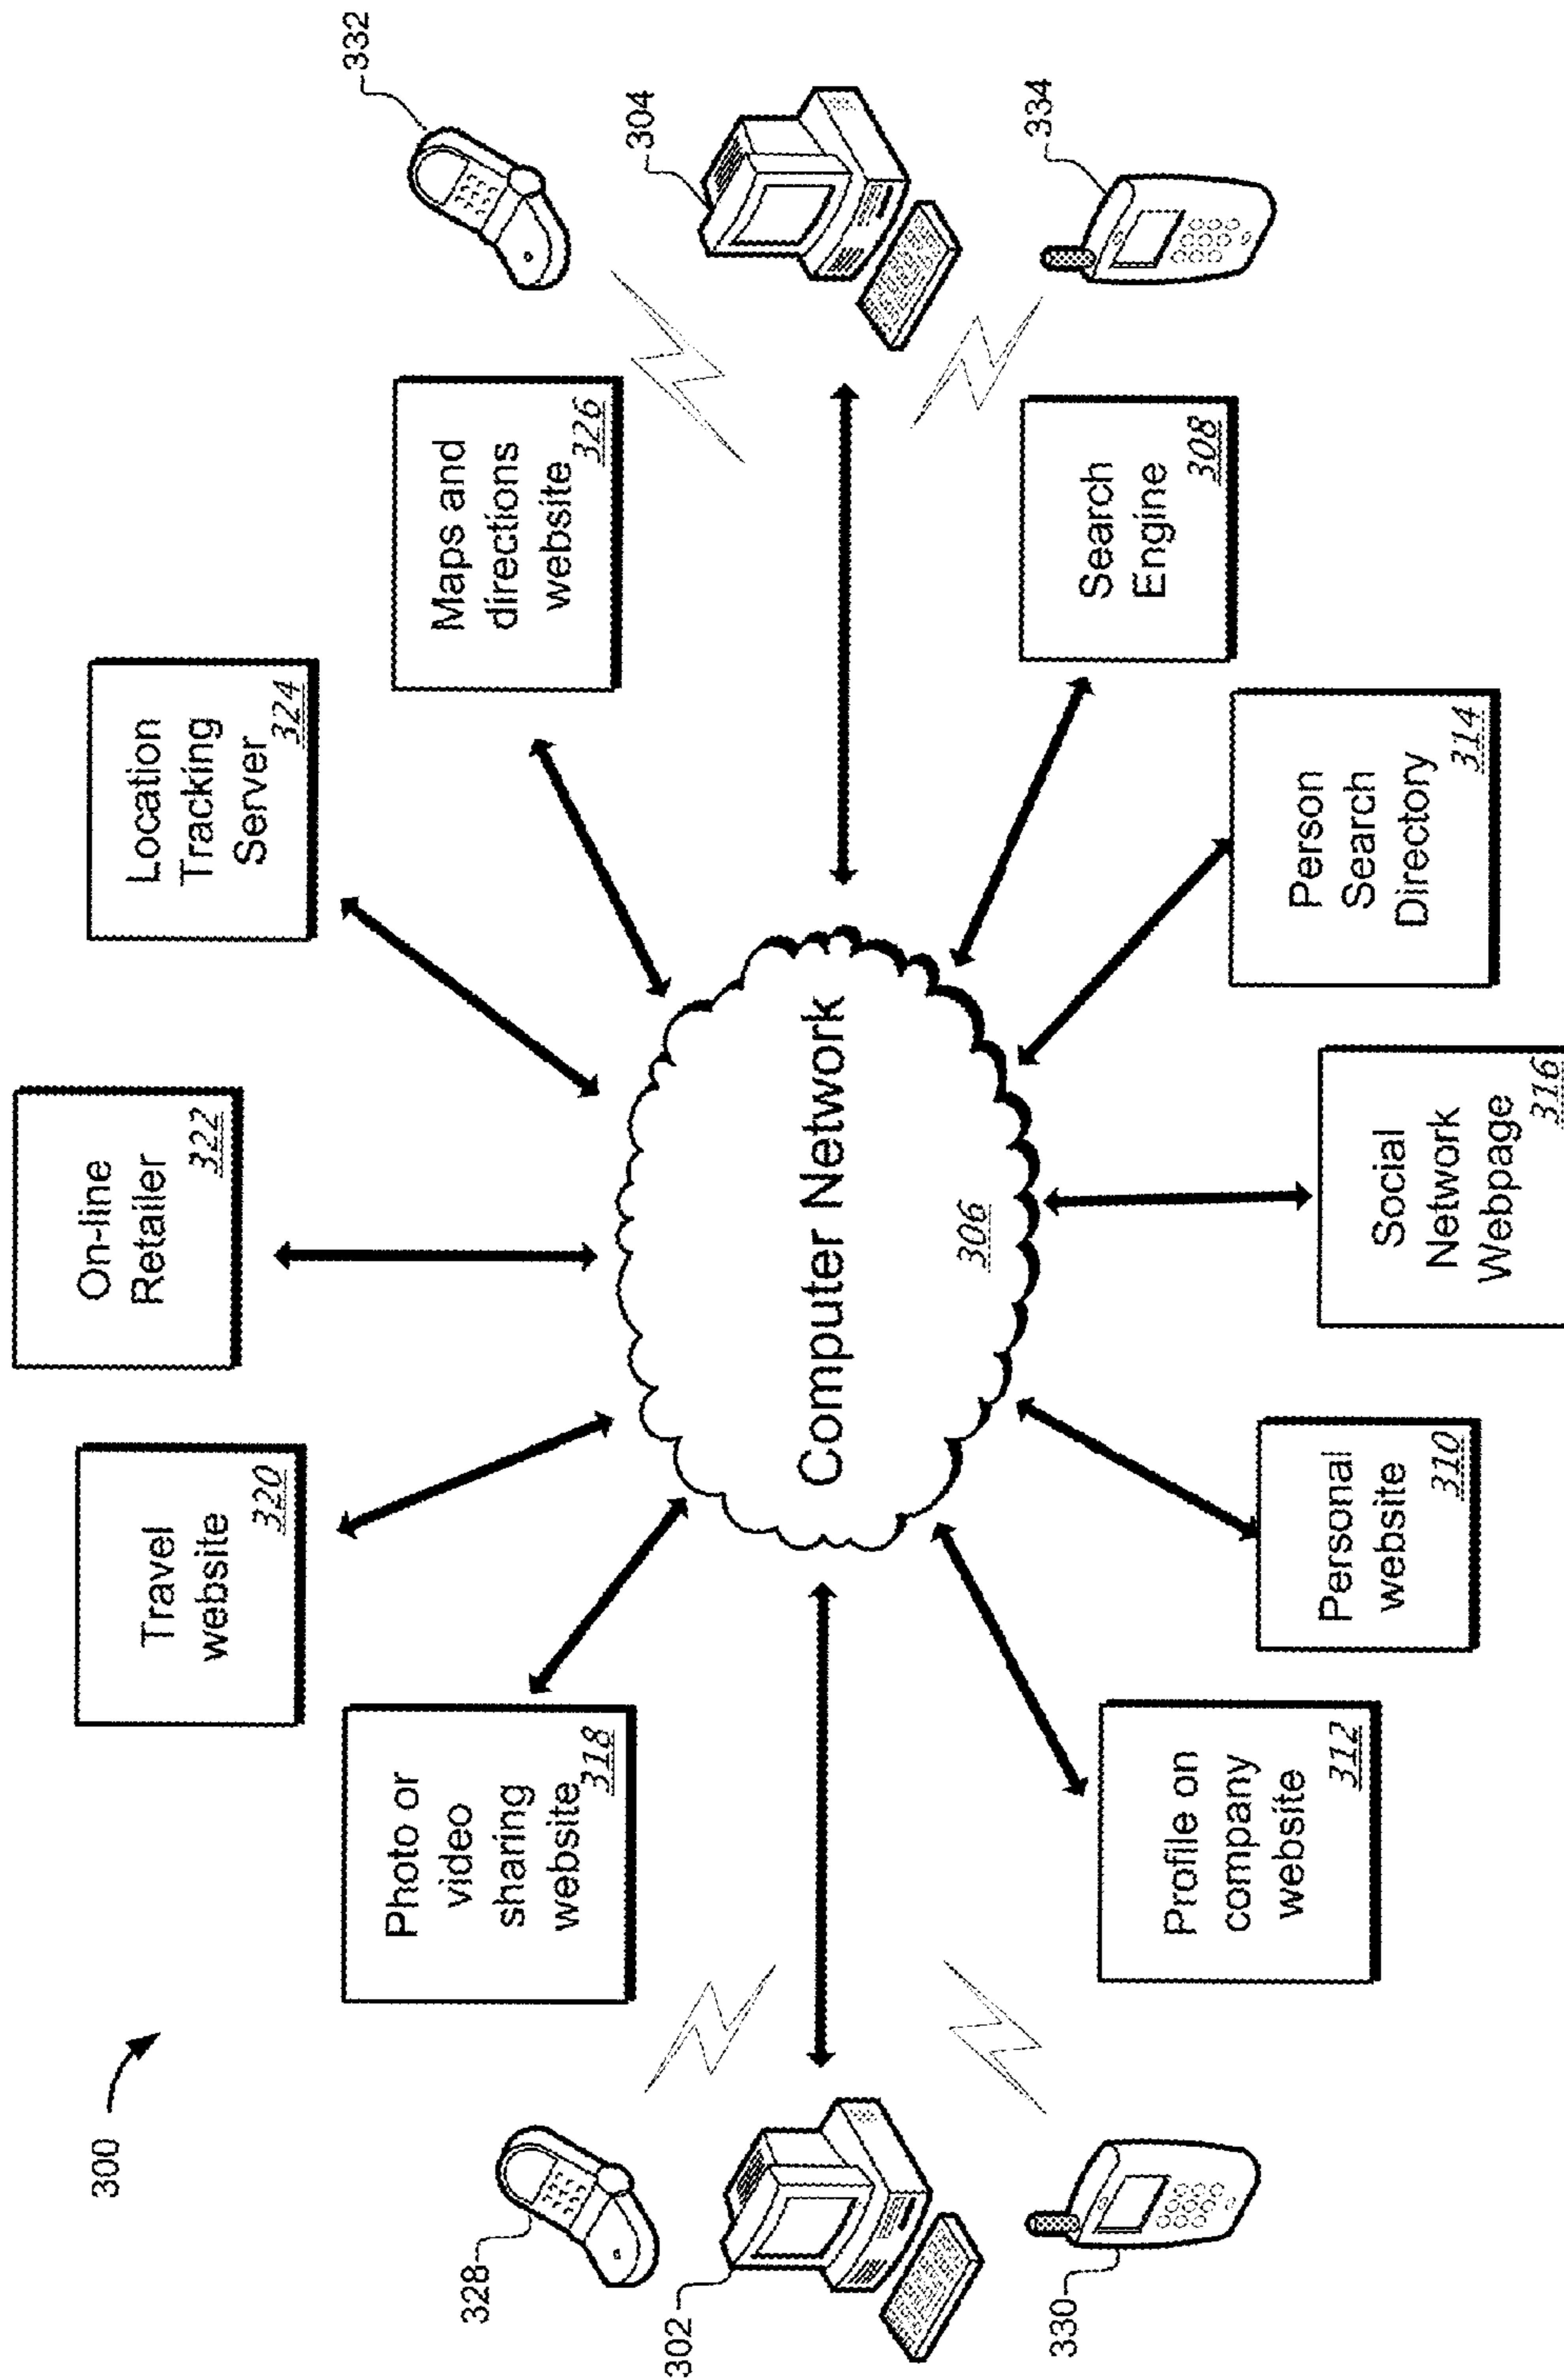 300
Travel
website
320
On-line
Retailer
322
Location
Tracking
Server
324
Photo or
video
sharing
website
318
Maps and
directions
website
326
328
332
302
304
Computer Network
306
330
334
Profile on
company
website
312
Personal
website
310
Social
Network
Webpage
316
Person
Search
Directory
314
Search
Engine
308